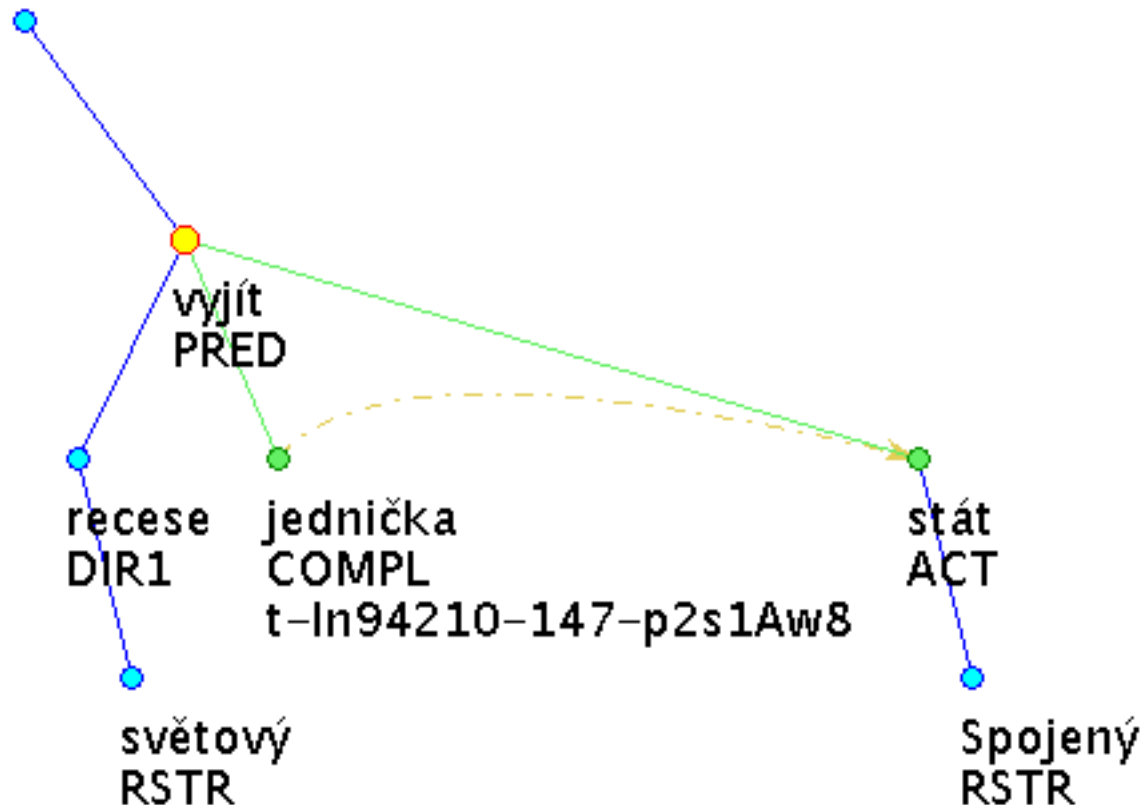 vyjít
PRED
recese
DIR1
jednička
COMPL
t-ln94210-147-p2s1Aw8
stát
ACT
světový
RSTR
Spojený
RSTR